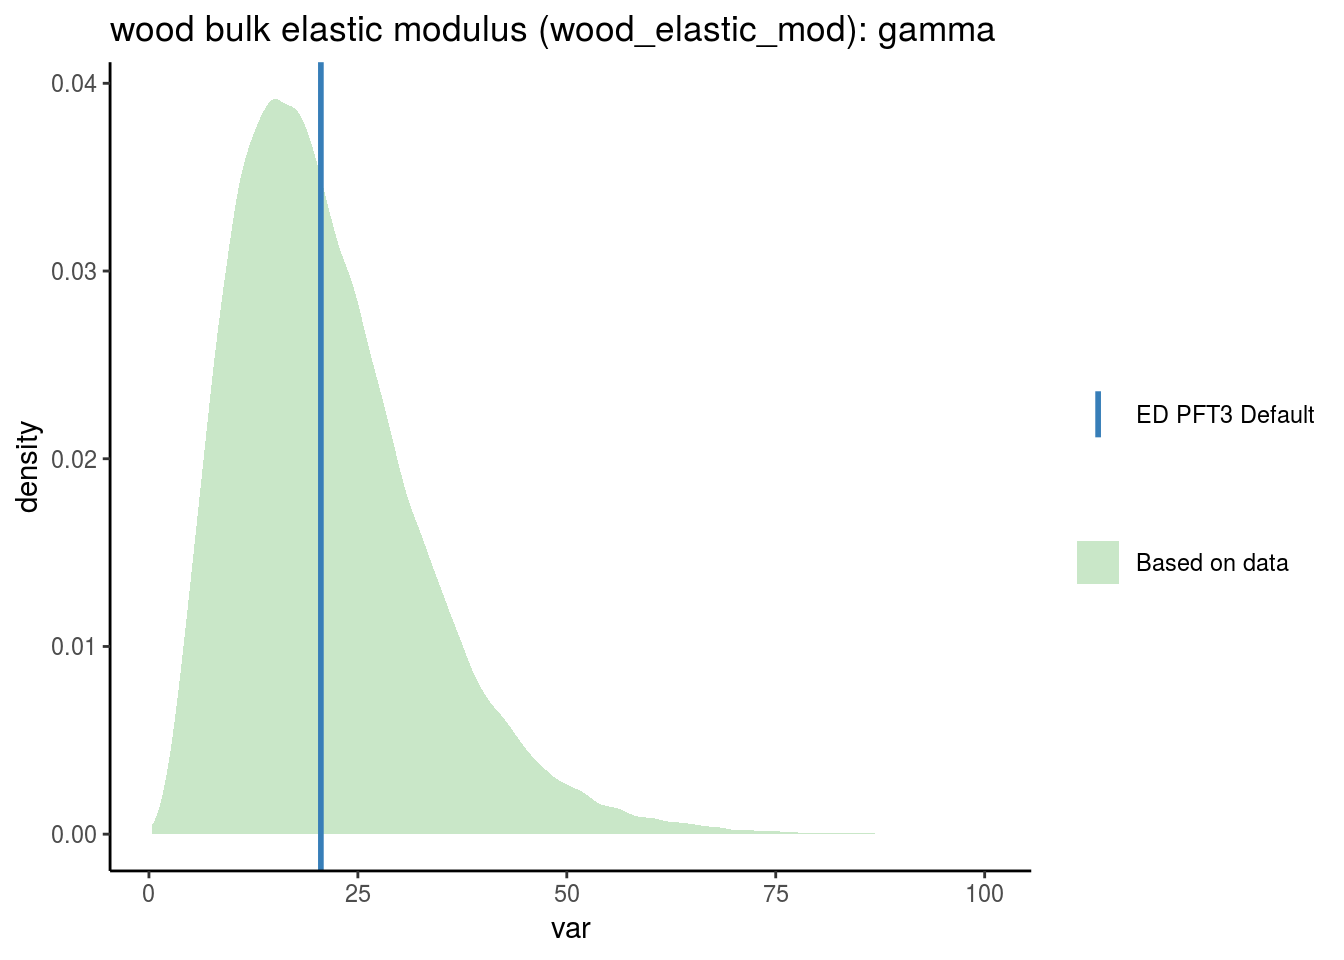 wood bulk elastic modulus (wood_elastic_mod): gamma
0.04
0.03
0.02
0.01
0.00
density
0 25 50 75 100
var
ED PFT3 Default
Based on data